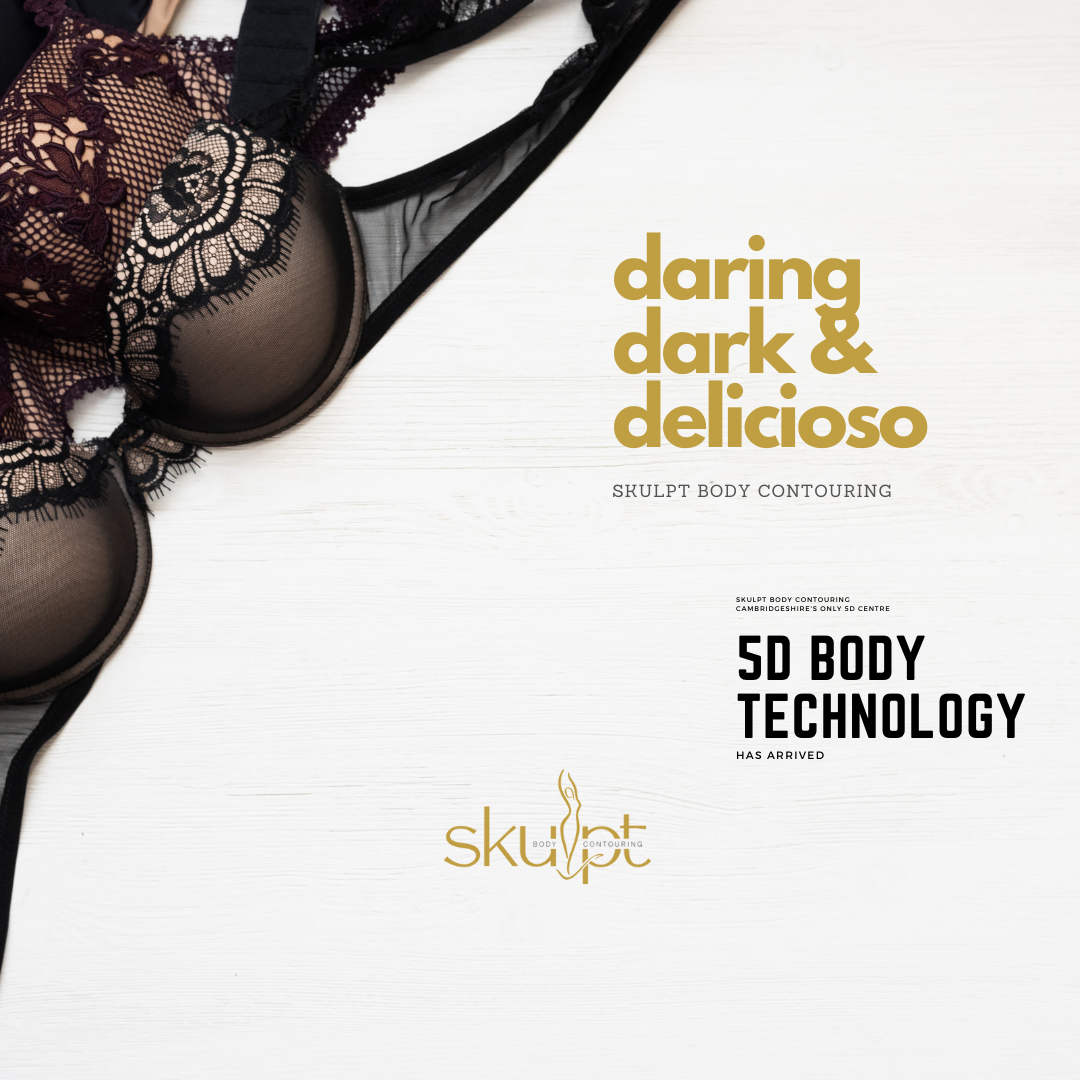 daring
dark &
delicioso
SKULPT BODY CONTOURING
SKULPT BODY CONTOURING
CAMBRIDGESHIRE'S ONLY 5D CENTRE
5D BODY
TECHNOLOGY
HAS ARRIVED
skulpt
BODY CONTOURING